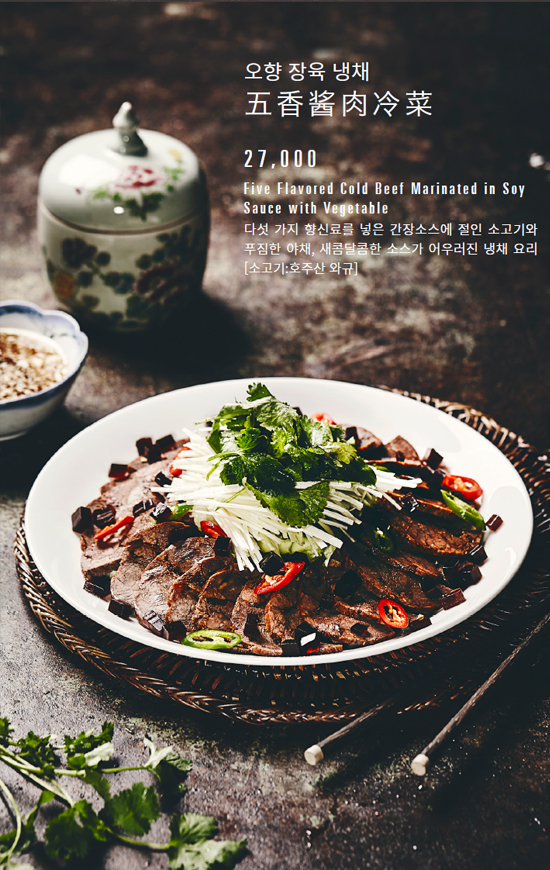 오향 장육 냉채
五香酱肉冷菜
27,000
Five Flavored Cold Beef Marinated in Soy
Sauce with Vegetable
다섯 가지 향신료를 넣은 간장소스에 절인 소고기와
푸짐한 야채, 새콤달콤한 소스가 어우러진 냉채 요리
[소고기:호주산 와규]